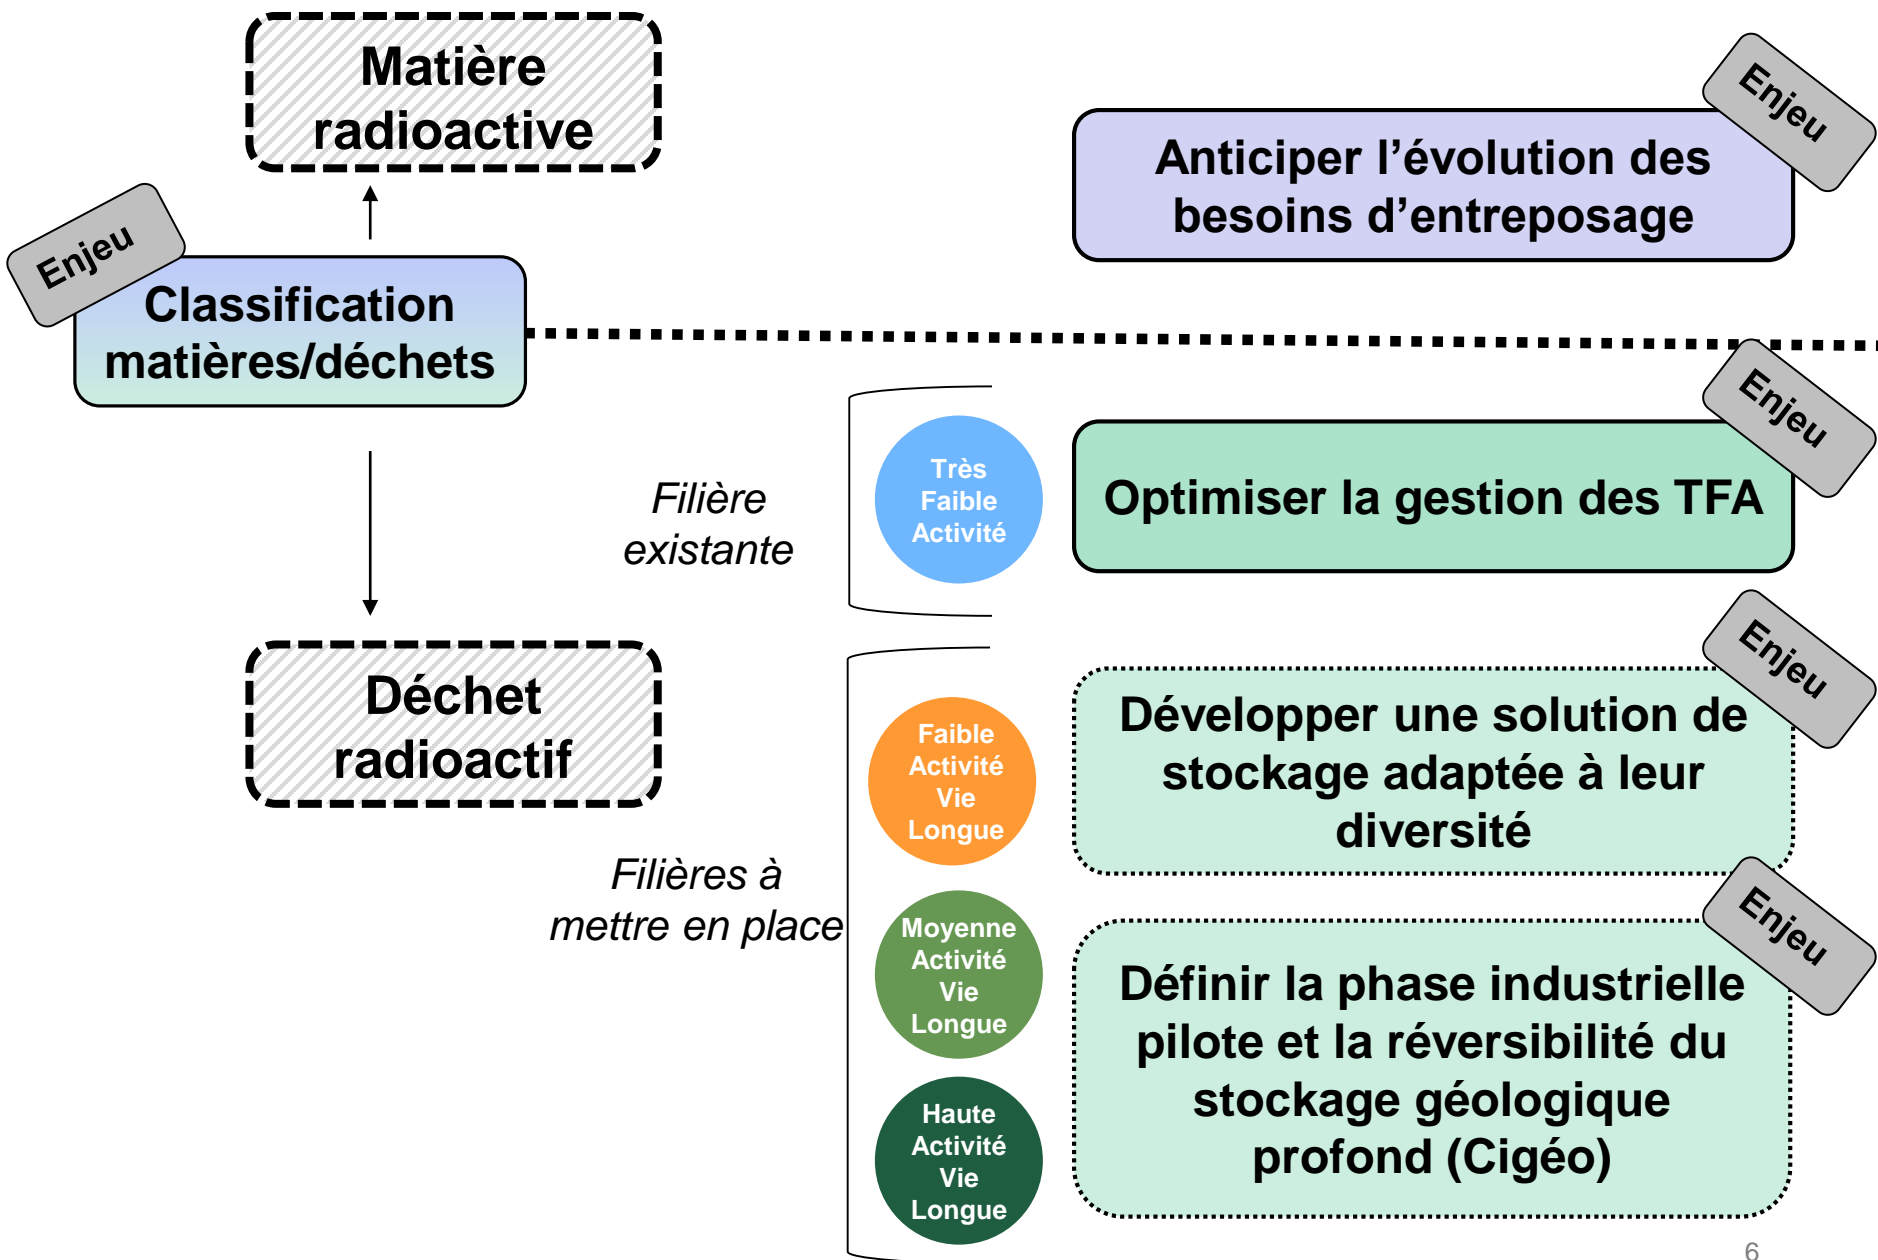 Matière
radioactive
Enjeu
Anticiper l’évolution des
besoins d’entreposage
Enjeu
Classification
matières/déchets
Enjeu
Filière
existante
Très
Faible
Activité
Optimiser la gestion des TFA
Déchet
radioactif
Enjeu
Filières à
mettre en place
Faible
Activité
Vie
Longue
Développer une solution de
stockage adaptée à leur
diversité
Enjeu
Moyenne
Activité
Vie
Longue
Haute
Activité
Vie
Longue
Définir la phase industrielle
pilote et la réversibilité du
stockage géologique
profond (Cigéo)
6